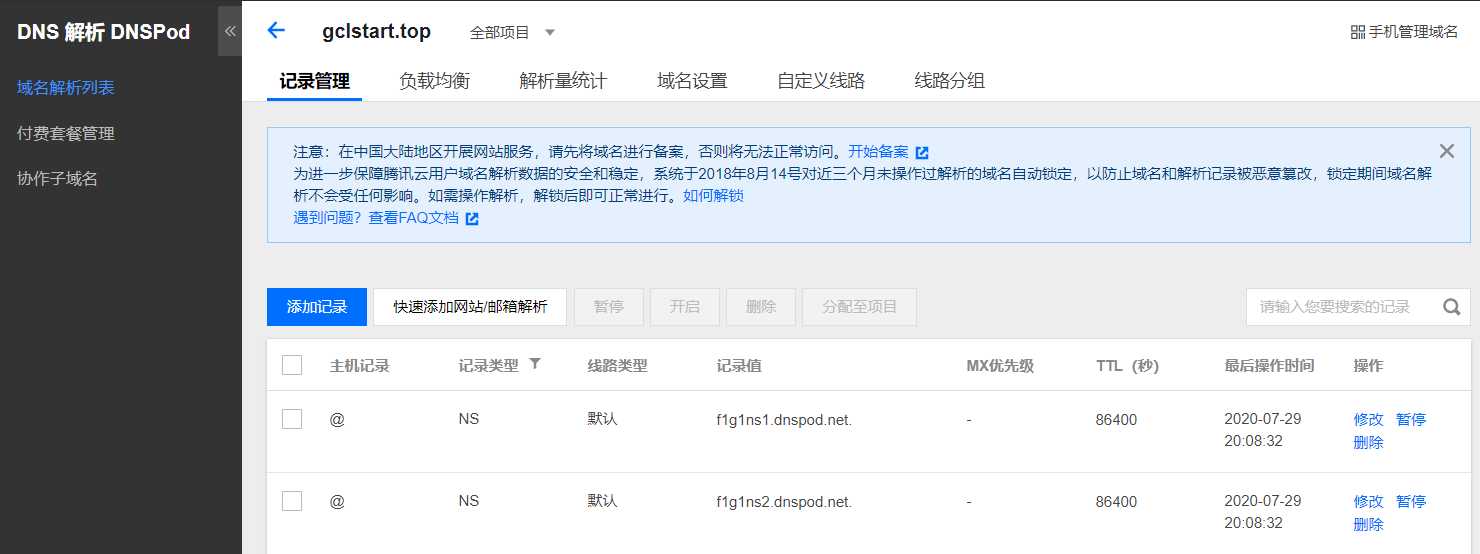 DNS 解析 DNSPod
«
gclstart.top
全部项目
手机管理域名
域名解析列表
付费套餐管理
协作子域名
记录管理 负载均衡 解析量统计 域名设置 自定义线路 线路分组
注意：在中国大陆地区开展网站服务，请先将域名进行备案，否则将无法正常访问。开始备案
为进一步保障腾讯云用户域名解析数据的安全和稳定，系统于2018年8月14号对近三个月未操作过解析的域名自动锁定，以防止域名和解析记录被恶意篡改，锁定期间域名解
析不会受任何影响。如需操作解析，解锁后即可正常进行。如何解锁
遇到问题？查看FAQ文档
添加记录 快速添加网站/邮箱解析 暂停 开启 删除 分配至项目 请输入您要搜索的记录
主机记录 记录类型 线路类型 记录值 MX优先级 TTL（秒） 最后操作时间 操作
@ NS 默认 f1g1ns1.dnspod.net. - 86400 2020-07-29 修改 暂停
20:08:32 删除
@ NS 默认 f1g1ns2.dnspod.net. - 86400 2020-07-29 修改 暂停
20:08:32 删除